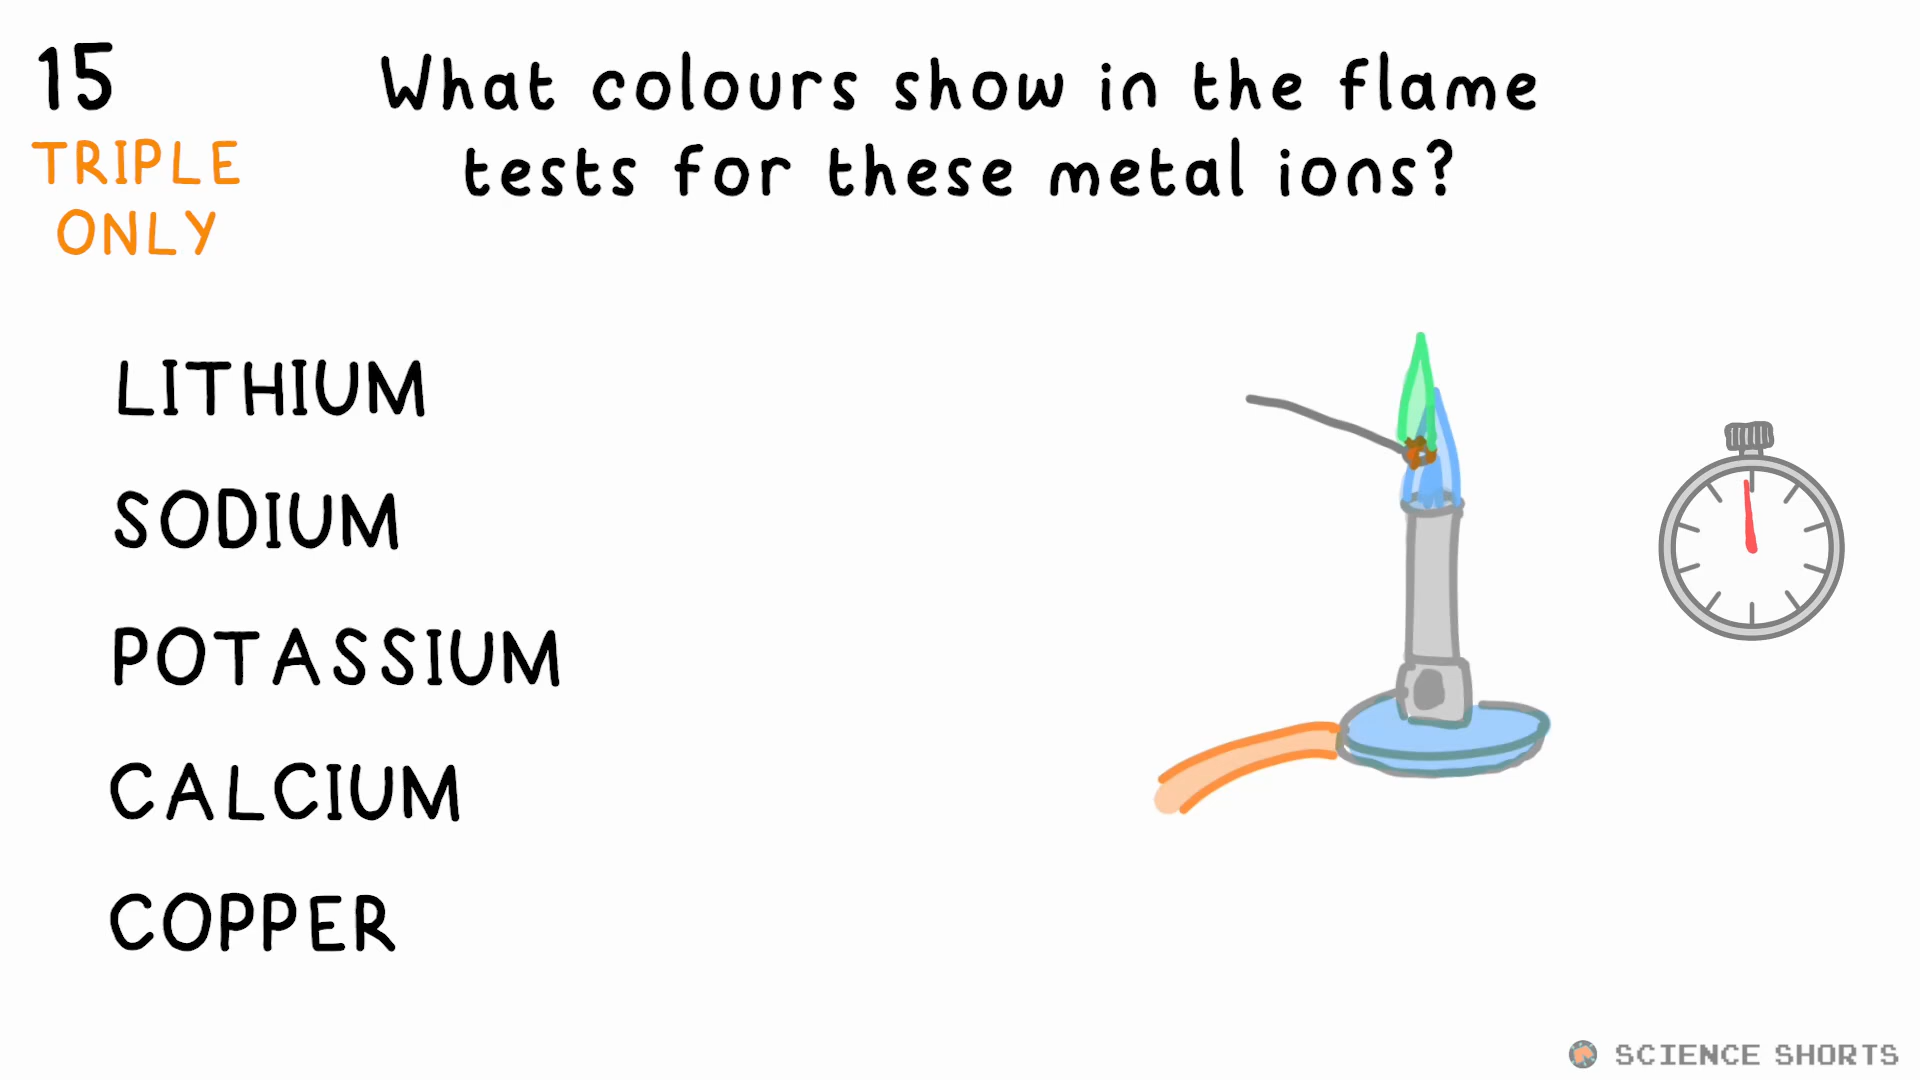 15
TRIPLE
ONLY
What colours show in the flame
tests for these metal ions?
LITHIUM
SODIUM
POTASSIUM
CALCIUM
COPPER
SCIENCE SHORTS